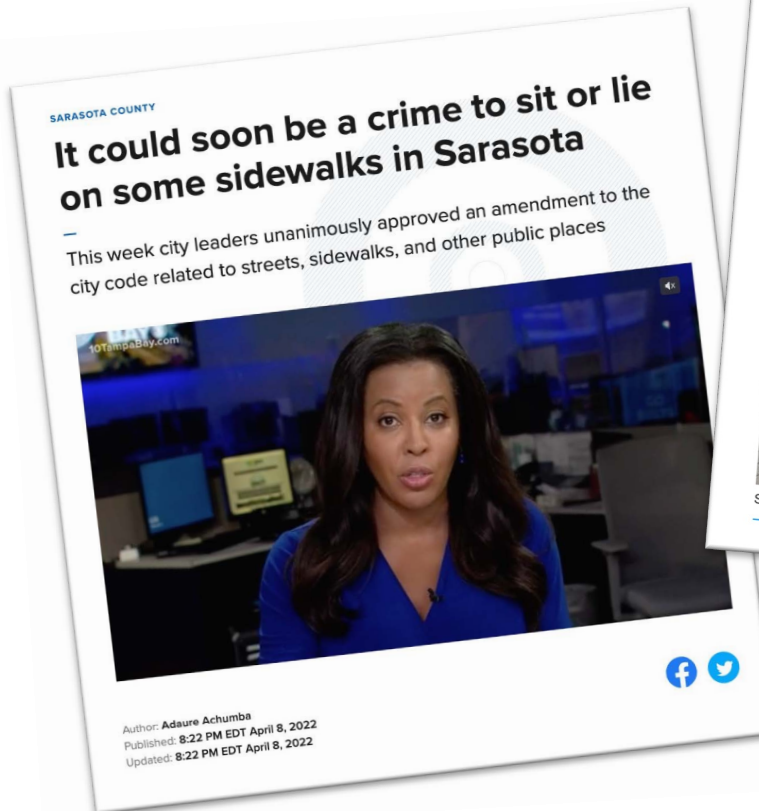 SARASOTA COUNTY
It could soon be a crime to sit or lie
on some sidewalks in Sarasota
This week city leaders unanimously approved an amendment to the
city code related to streets, sidewalks, and other public places
10TampaBay.com
Author: Adaure Achumba
Published: 8:22 PM EDT April 8, 2022
Updated: 8:22 PM EDT April 8, 2022